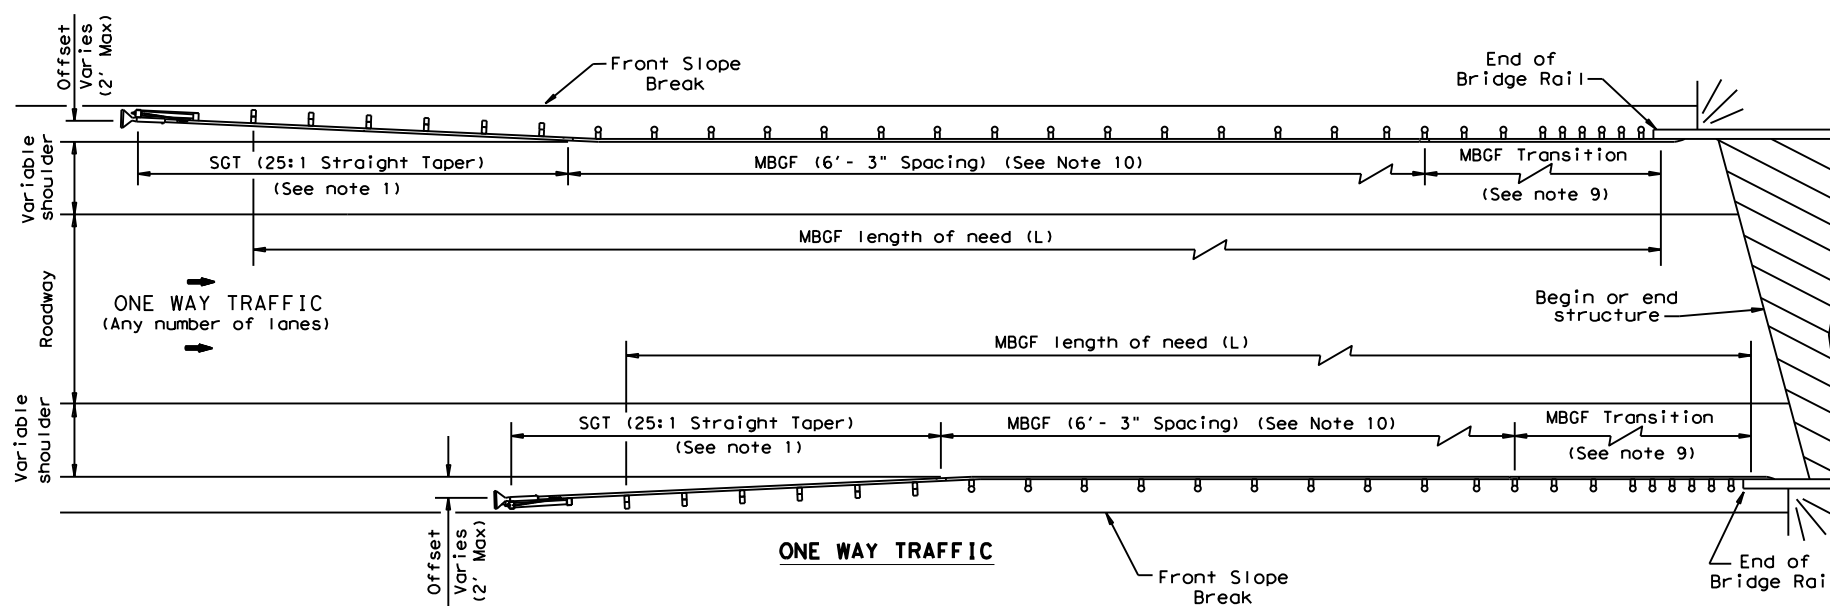 Offset
Varies
(2' Max)
Front Slope
Break
End of
Bridge Rail
Variable
shoulder
SGT (25:1 Straight Taper)
(See note 1)
MBGF (6'- 3" Spacing) (See Note 10)
MBGF Transition
(See note 9)
MBGF length of need (L)
Roadway
ONE WAY TRAFFIC
(Any number of lanes)
Begin or end
structure
MBGF length of need (L)
Variable
shoulder
SGT (25:1 Straight Taper)
(See note 1)
MBGF (6'- 3" Spacing) (See Note 10)
MBGF Transition
(See note 9)
Offset
Varies
(2' Max)
ONE WAY TRAFFIC
Front Slope
Break
End of
Bridge Rai